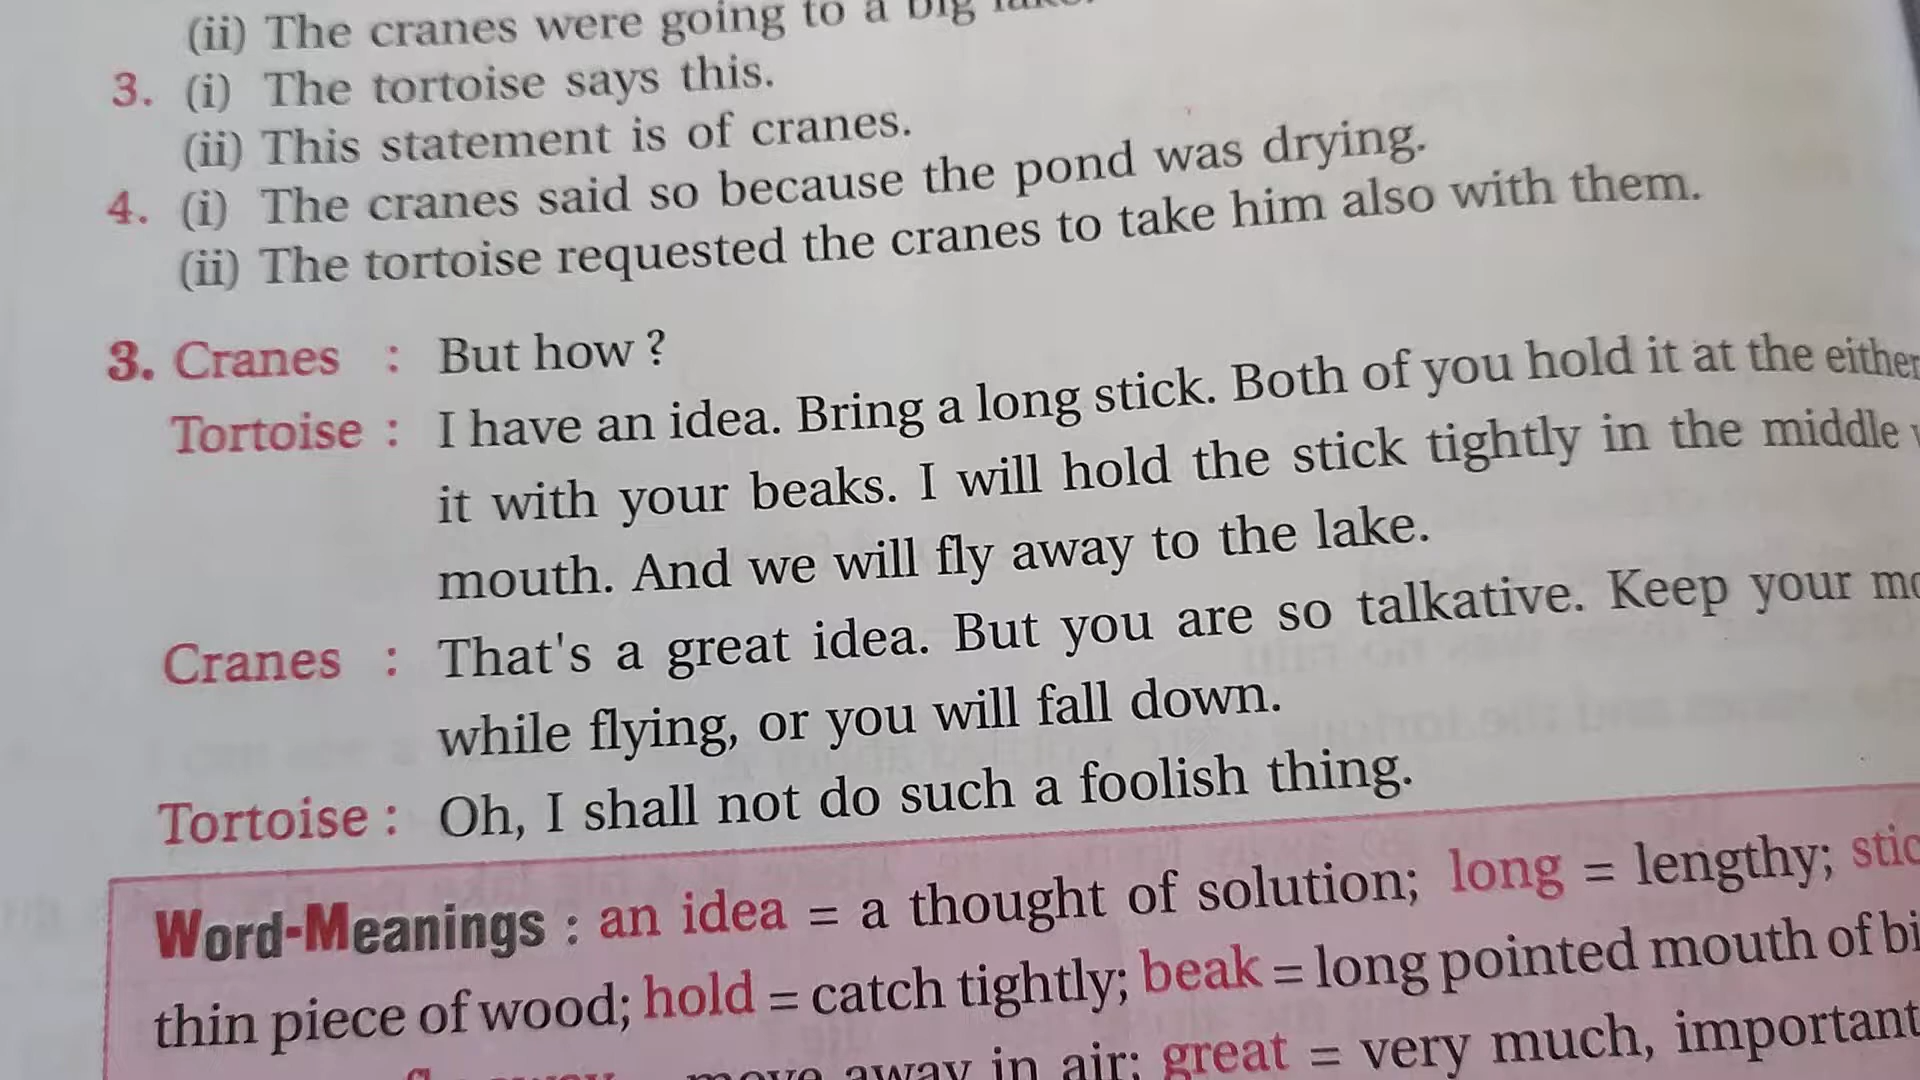 (ii) The cranes were going to a big
3. (i) The tortoise says this.
(ii) This statement is of cranes.
4. (i) The cranes said so because the pond was drying.
(ii) The tortoise requested the cranes to take him also with them.
3. Cranes : But how ?
Tortoise : I have an idea. Bring a long stick. Both of you hold it at the either
it with your beaks. I will hold the stick tightly in the middle
mouth. And we will fly away to the lake.
Cranes : That's a great idea. But you are so talkative. Keep your
while flying, or you will fall down.
Tortoise : Oh, I shall not do such a foolish thing.
Word-Meanings : an idea = a thought of solution; long = lengthy;
thin piece of wood; hold = catch tightly; beak = long pointed mouth of
move away in air; great = very much, important